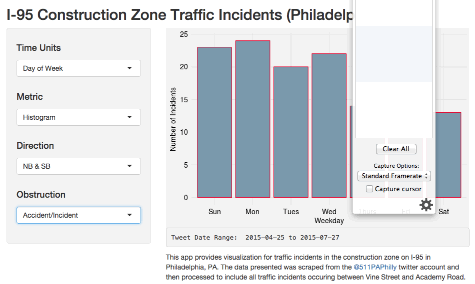 I-95 Construction Zone Traffic Incidents (Philadelp
Time Units
Day of Week
Metric
Histogram
Direction
NB & SB
Obstruction
Accident/Incident
Number of Incidents
25
20
15
10
5
0
Sun Mon Tues Wed Sat
Weekday
Clear All
Capture Options:
Standard Framerate
Capture cursor
Tweet Date Range: 2015-04-25 to 2015-07-27
This app provides visualization for traffic incidents in the construction zone on I-95 in
Philadelphia, PA. The data presented was scraped from the @511PAPhilly twitter account and
then processed to include all traffic incidents occuring between Vine Street and Academy Road.